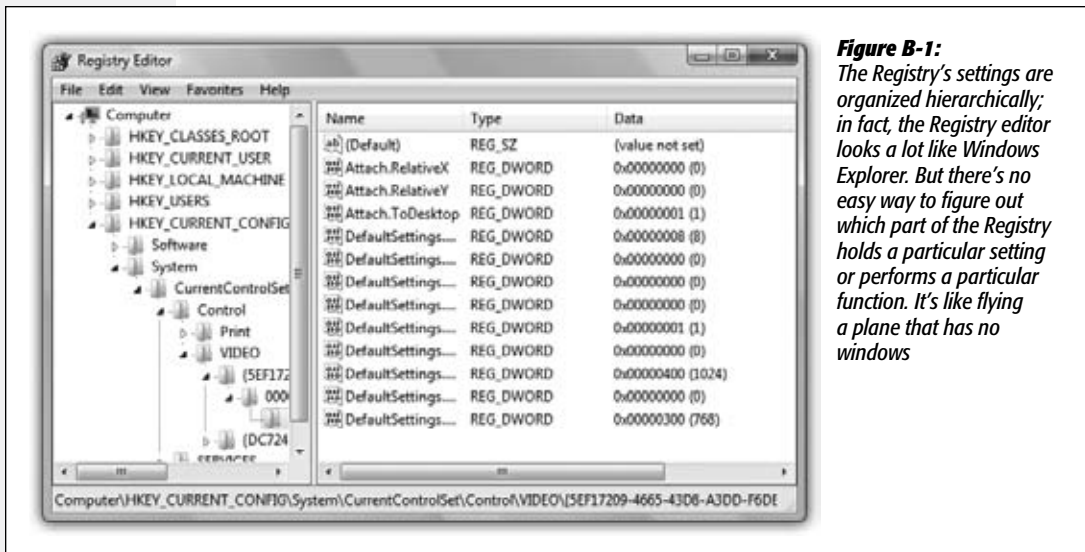 Registry Editor
File Edit View Favorites Help
Computer
HKEY_CLASSES_ROOT
HKEY_CURRENT_USER
HKEY_LOCAL_MACHINE
HKEY_USERS
HKEY_CURRENT_CONFIG
Software
System
CurrentControlSet
Control
Print
VIDEO
{5EF172
000
{DC724
SERVICES
Name Type Data
(Default) REG_SZ (value not set)
Attach.RelativeX REG_DWORD 0x00000000 (0)
Attach.RelativeY REG_DWORD 0x00000000 (0)
Attach.ToDesktop REG_DWORD 0x00000001 (1)
DefaultSettings.... REG_DWORD 0x00000008 (8)
DefaultSettings.... REG_DWORD 0x00000000 (0)
DefaultSettings.... REG_DWORD 0x00000000 (0)
DefaultSettings.... REG_DWORD 0x00000000 (0)
DefaultSettings.... REG_DWORD 0x00000001 (1)
DefaultSettings.... REG_DWORD 0x00000000 (0)
DefaultSettings.... REG_DWORD 0x00000400 (1024)
DefaultSettings.... REG_DWORD 0x00000000 (0)
DefaultSettings.... REG_DWORD 0x00000300 (768)
Computer\HKEY_CURRENT_CONFIG\System\CurrentControlSet\Control\VIDEO\{5EF17209-4665-43D8-A3DD-F6DE
Figure B-1:
The Registry's settings are
organized hierarchically;
in fact, the Registry editor
looks a lot like Windows
Explorer. But there's no
easy way to figure out
which part of the Registry
holds a particular setting
or performs a particular
function. It's like flying
a plane that has no
windows